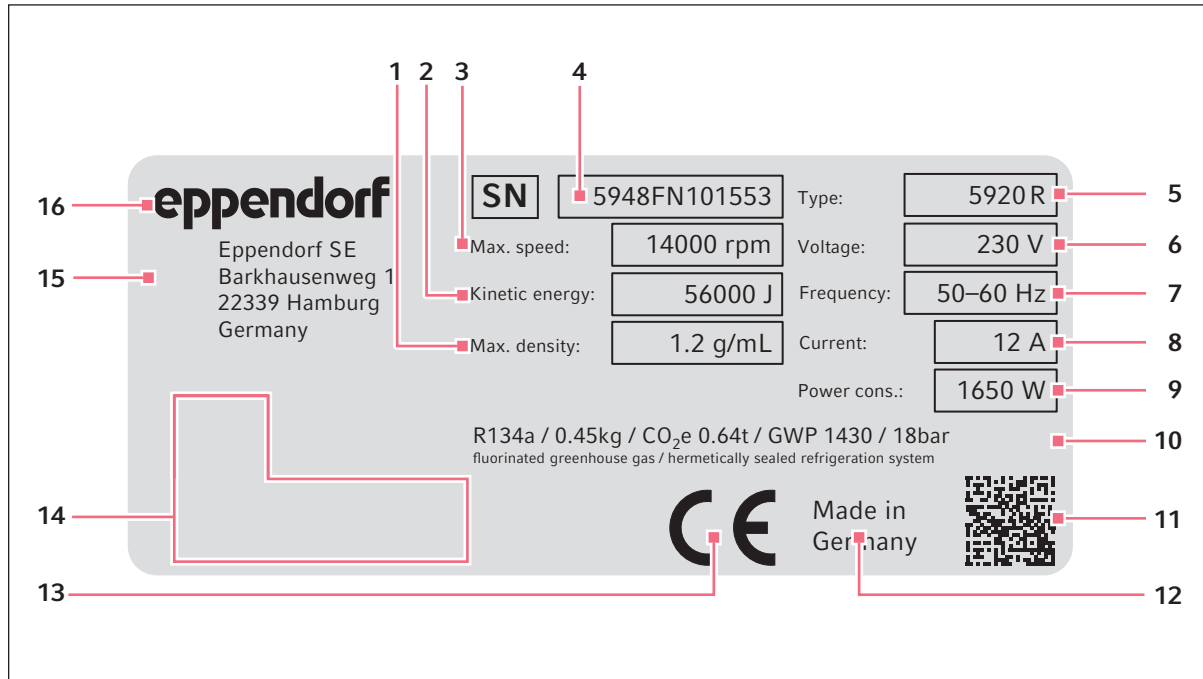 1 2 3 4
16 eppendorf SN 5948FN101553 Type: 5920 R 5
15 Eppendorf SE Max. speed: 14000 rpm Voltage: 230 V 6
Barkhausenweg 1
22339 Hamburg Kinetic energy: 56000 J Frequency: 50–60 Hz 7
Germany
Max. density: 1.2 g/mL Current: 12 A 8
Power cons.: 1650 W 9
R134a / 0.45kg / CO₂e 0.64t / GWP 1430 / 18bar 10
fluorinated greenhouse gas / hermetically sealed refrigeration system
14 CE Made in 11
Germany
13 12